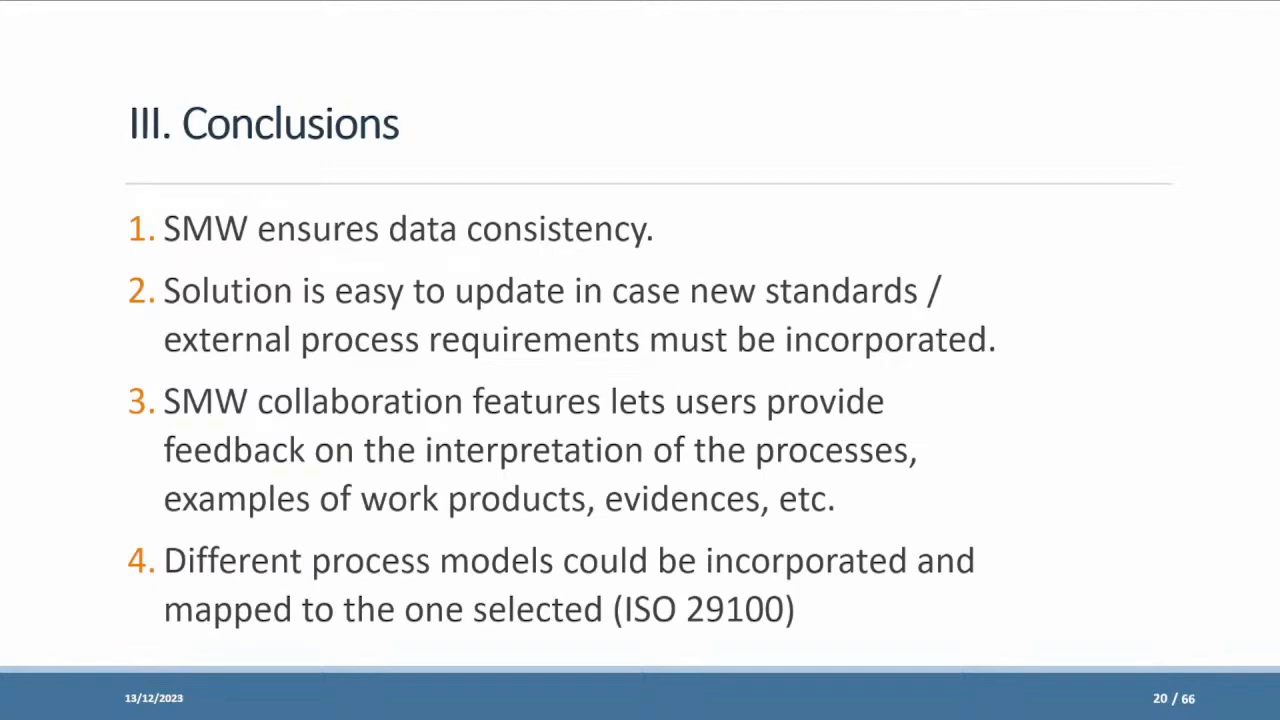 III. Conclusions
1. SMW ensures data consistency.
2. Solution is easy to update in case new standards /
external process requirements must be incorporated.
3. SMW collaboration features lets users provide
feedback on the interpretation of the processes,
examples of work products, evidences, etc.
4. Different process models could be incorporated and
mapped to the one selected (ISO 29100)
13/12/2023
20 / 66